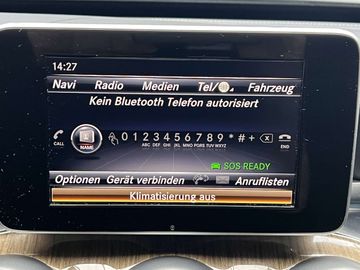 14:27
Navi Radio Medien Tel/ Fahrzeug
Kein Bluetooth Telefon autorisiert
CALL NAME 0 1 2 3 4 5 6 7 8 9 * # + X END
ABC DEF GHI JKL MNO PQRS TUV WXYZ
SOS READY
Optionen Gerät verbinden Anruflisten
Klimatisierung aus